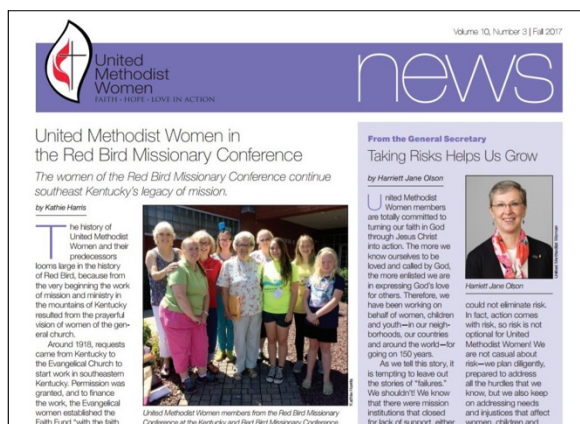 Volume 10, Number 3 | Fall 2017
United
Methodist
Women
FAITH • HOPE • LOVE IN ACTION
news
United Methodist Women in
the Red Bird Missionary Conference
The women of the Red Bird Missionary Conference continue
southeast Kentucky's legacy of mission.
by Kathie Harris
The history of
United Methodist
Women and their
predecessors
looms large in the history
of Red Bird, because from
the very beginning the work
of mission and ministry in
the mountains of Kentucky
resulted from the prayerful
vision of women of the gen-
eral church.
Around 1918, requests
came from Kentucky to
the Evangelical Church to
start work in southeastern
Kentucky. Permission was
granted, and to finance
the work, the Evangelical
women established the
Faith Fund "with the faith
United Methodist Women members from the Red Bird Missionary
Conference at the Kentucky and Red Bird Missionary Conference
From the General Secretary
Taking Risks Helps Us Grow
by Harriett Jane Olson
United Methodist
Women members
are totally committed to
turning our faith in God
through Jesus Christ
into action. The more we
know ourselves to be
loved and called by God,
the more enlisted we are
in expressing God's love
for others. Therefore, we
have been working on
behalf of women, children
and youth—in our neigh-
borhoods, our countries
and around the world—for
going on 150 years.
As we tell this story, it
is tempting to leave out
the stories of "failures."
We shouldn't! We know
that there were mission
institutions that closed
for lack of support, either
United Methodist Women
Harriett Jane Olson
could not eliminate risk.
In fact, action comes
with risk, so risk is not
optional for United
Methodist Women! We
are not casual about
risk—we plan diligently,
prepared to address
all the hurdles that we
know, but we also keep
on addressing needs
and injustices that affect
women, children and